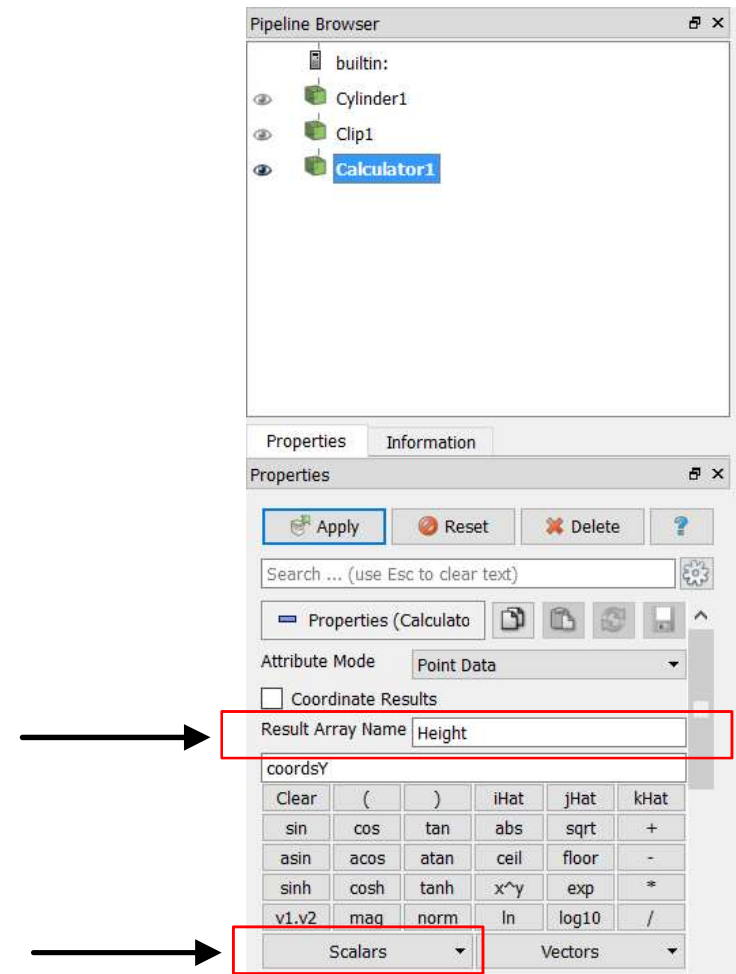 Pipeline Browser
builtin:
Cylinder1
Clip1
Calculator1
Properties Information
Properties
Apply Reset Delete ?
Search ... (use Esc to clear text)
Properties (Calculato
Attribute Mode Point Data
Coordinate Results
Result Array Name Height
coordsY
Clear ( ) iHat jHat kHat
sin cos tan abs sqrt +
asin acos atan ceil floor -
sinh cosh tanh x^y exp *
v1.v2 mag norm ln log10 /
Scalars Vectors